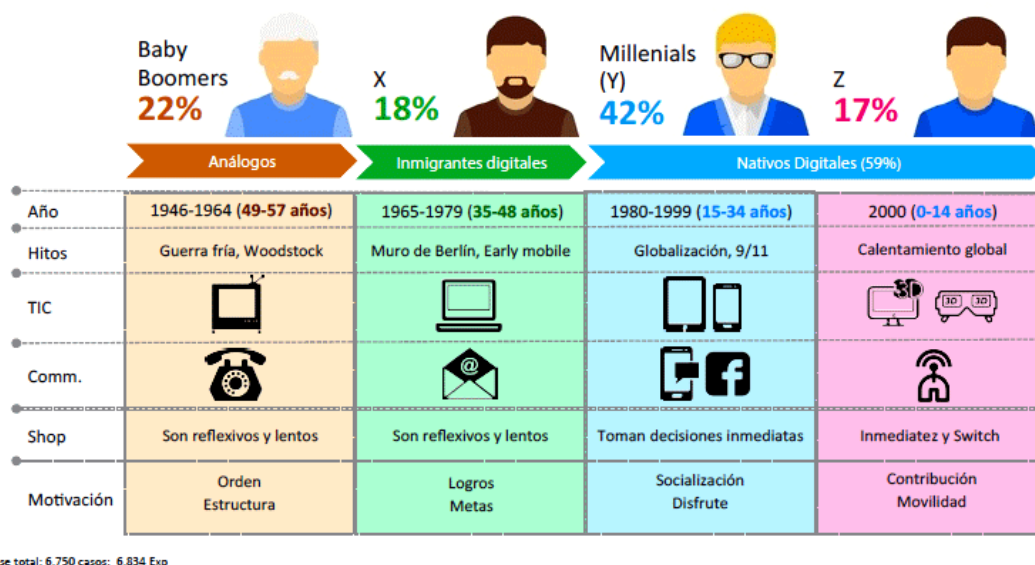 Baby
Boomers
22%
X
18%
Millenials
(Y)
42%
Z
17%
Análogos
Inmigrantes digitales
Nativos Digitales (59%)
Año
1946-1964 (49-57 años)
1965-1979 (35-48 años)
1980-1999 (15-34 años)
2000 (0-14 años)
Hitos
Guerra fría, Woodstock
Muro de Berlín, Early mobile
Globalización, 9/11
Calentamiento global
TIC
3D
3D 3D
Comm.
@
f
Shop
Son reflexivos y lentos
Son reflexivos y lentos
Toman decisiones inmediatas
Inmediatez y Switch
Motivación
Orden
Estructura
Logros
Metas
Socialización
Disfrute
Contribución
Movilidad
se total: 6.750 casos; 6.834 Exp